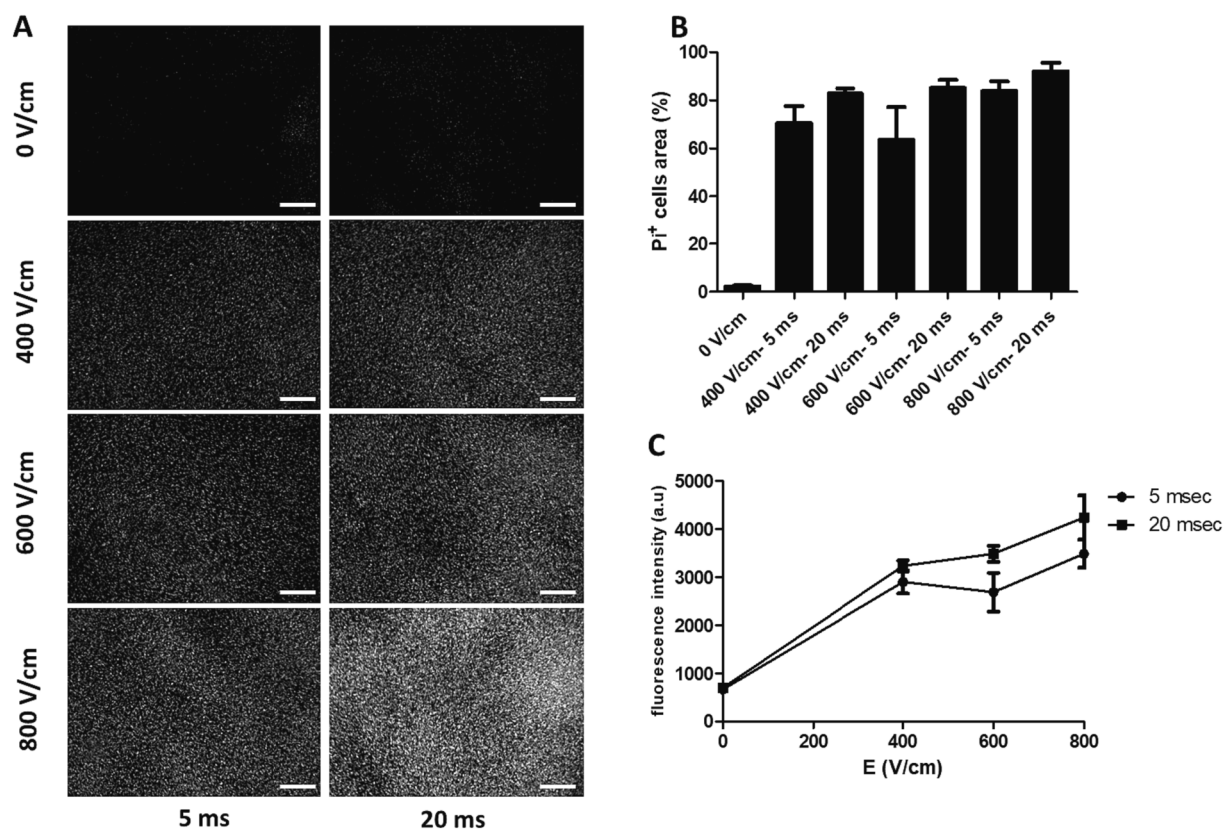 A
0 V/cm
400 V/cm
600 V/cm
800 V/cm
5 ms
20 ms
B
Pi⁺ cells area (%)
100
80
60
40
20
0
0 V/cm
400 V/cm- 5 ms
400 V/cm- 20 ms
600 V/cm- 5 ms
600 V/cm- 20 ms
800 V/cm- 5 ms
800 V/cm- 20 ms
C
fluorescence intensity (a.u)
5000
4000
3000
2000
1000
0
0
200
400
600
800
E (V/cm)
5 msec
20 msec